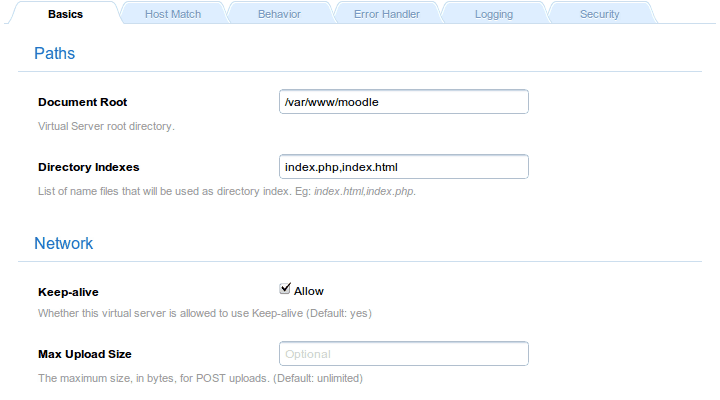 Basics Host Match Behavior Error Handler Logging Security
Paths
Document Root /var/www/moodle
Virtual Server root directory.
Directory Indexes index.php,index.html
List of name files that will be used as directory index. Eg: index.html,index.php.
Network
Keep-alive Allow
Whether this virtual server is allowed to use Keep-alive (Default: yes)
Max Upload Size Optional
The maximum size, in bytes, for POST uploads. (Default: unlimited)